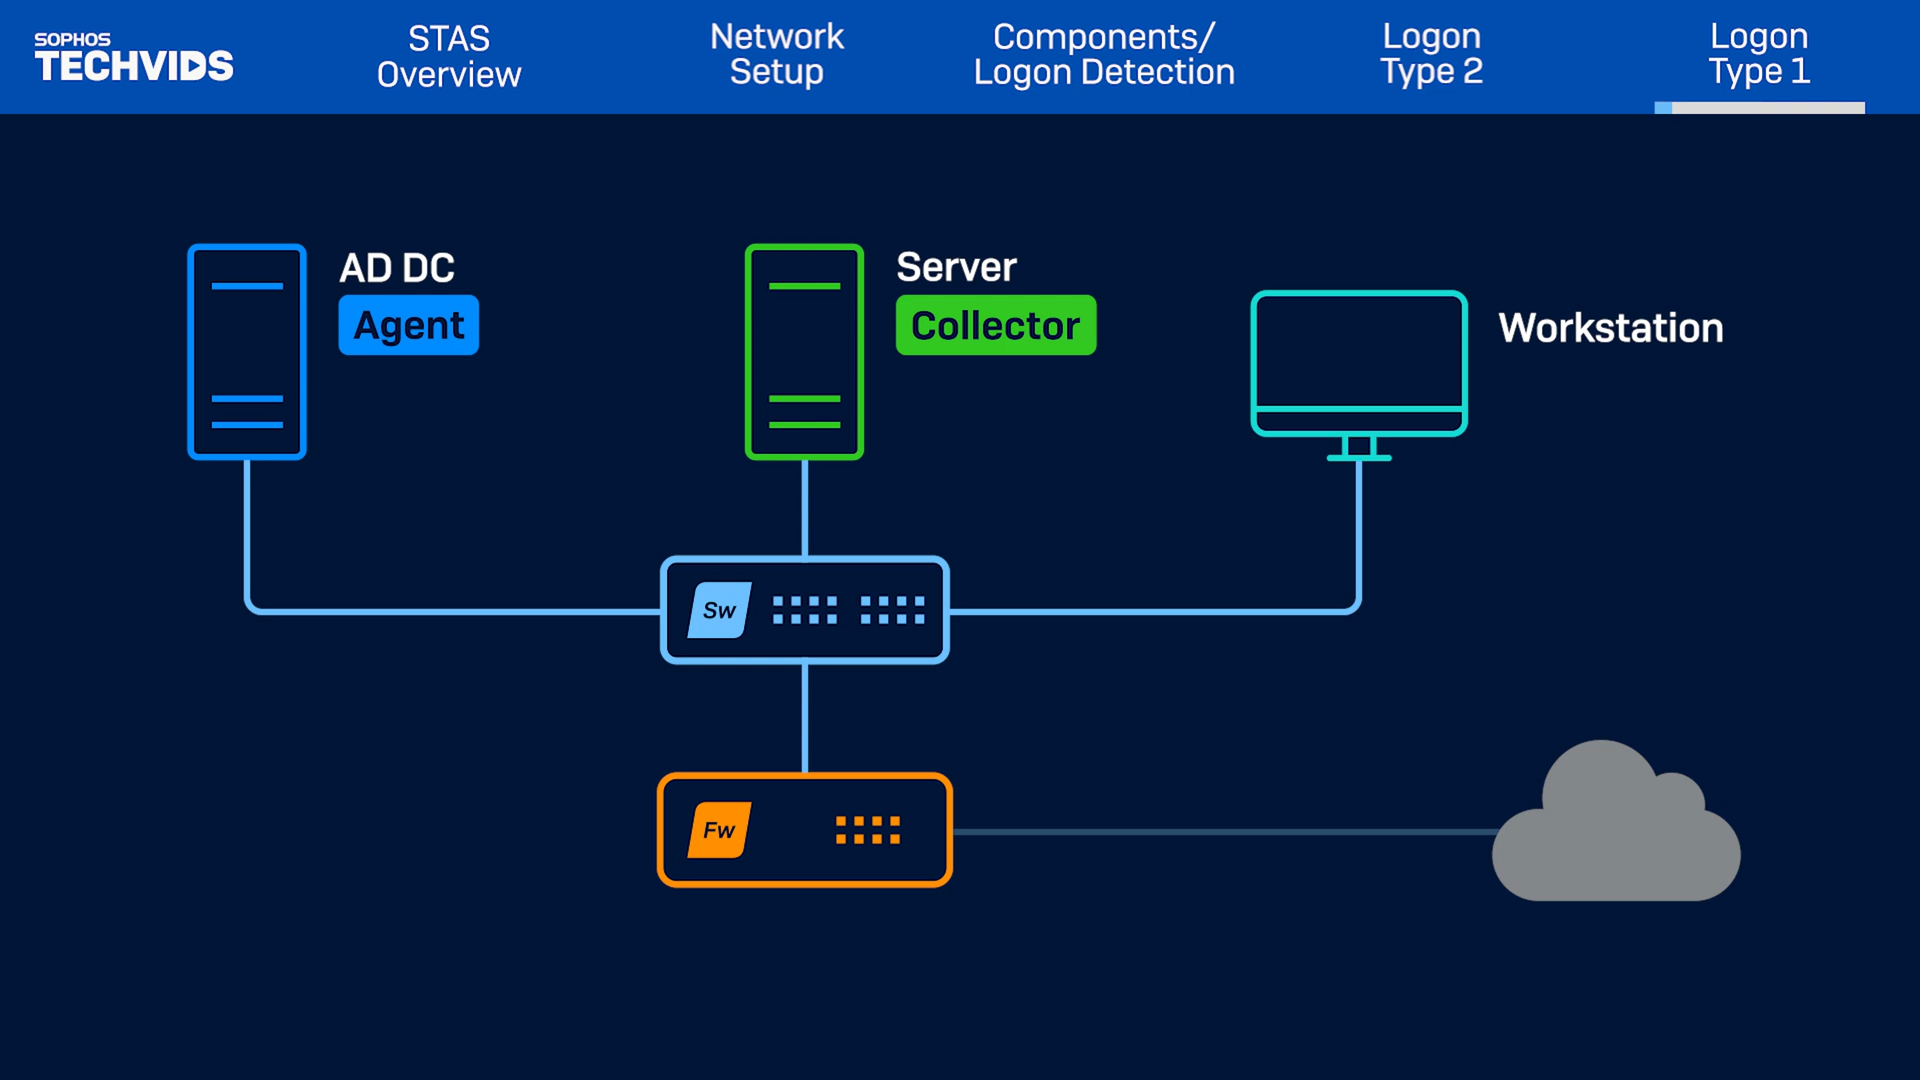 SOPHOS
TECHVIDS
STAS
Overview
Network
Setup
Components/
Logon Detection
Logon
Type 2
Logon
Type 1
AD DC
Agent
Server
Collector
Workstation
Sw
Fw